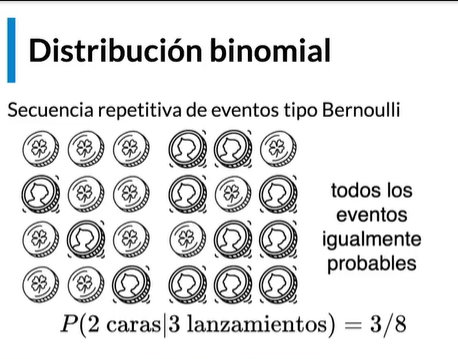 Distribución binomial
Secuencia repetitiva de eventos tipo Bernoulli
todos los
eventos
igualmente
probables
P(2 caras|3 lanzamientos) = 3/8